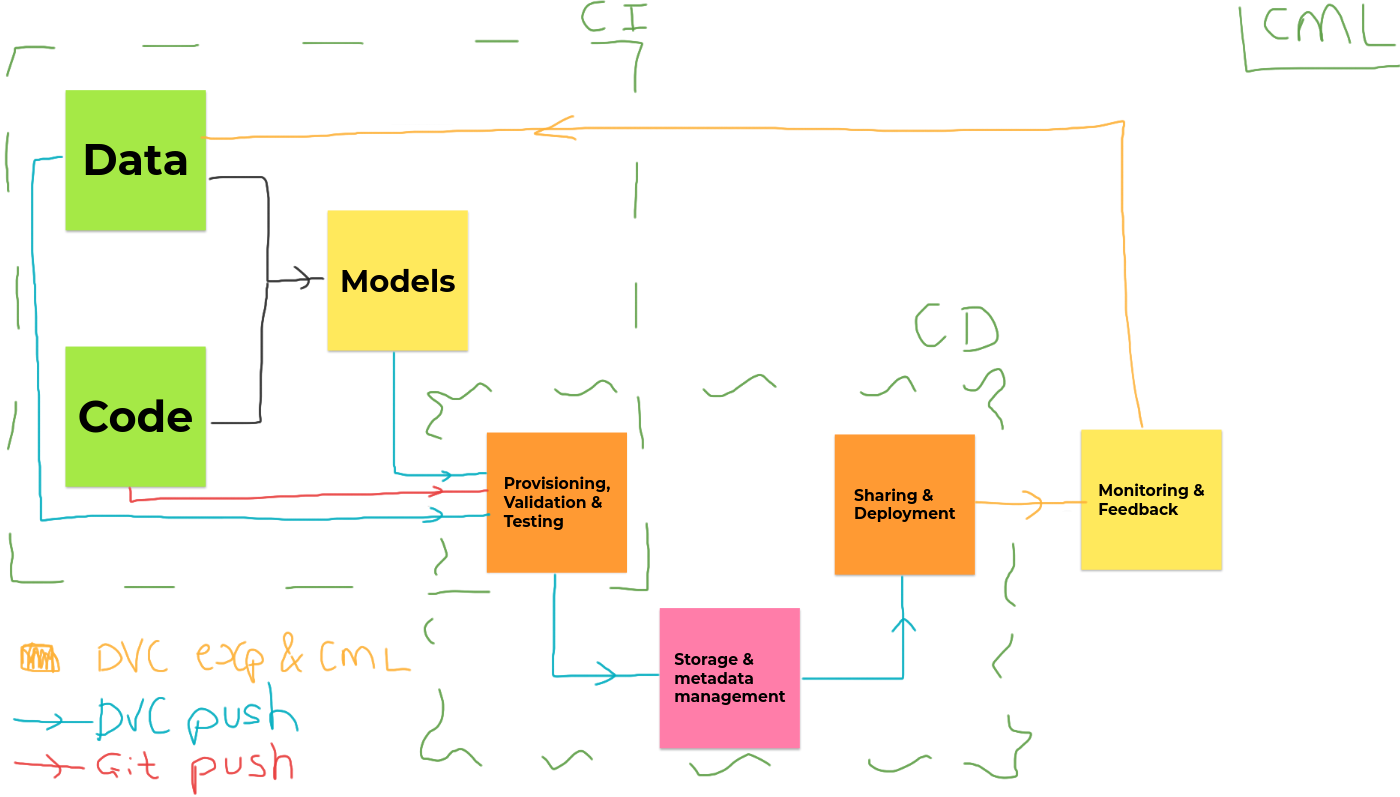 CI
CML
Data
Models
CD
Code
Provisioning,
Validation &
Testing
Sharing &
Deployment
Monitoring &
Feedback
Storage &
metadata
management
DVC exp & CML
DVC push
Git push